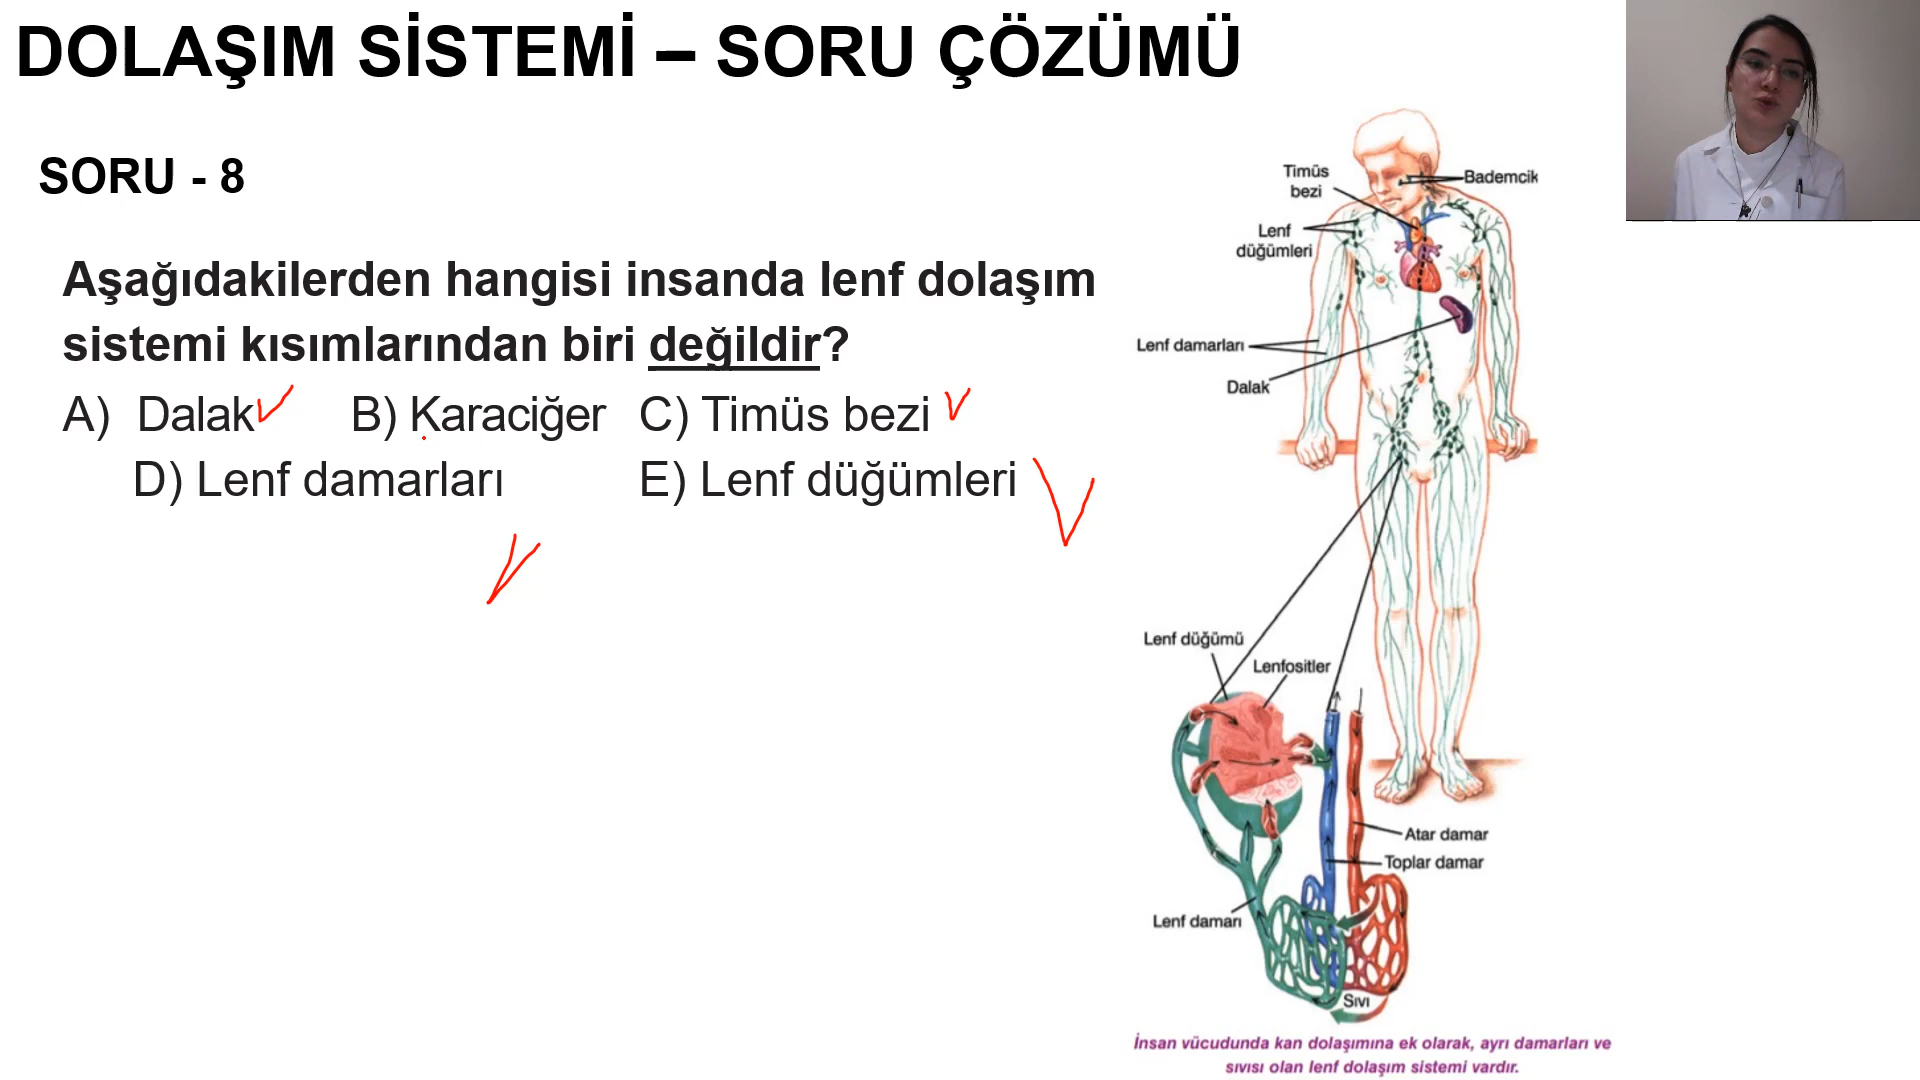 DOLAŞIM SİSTEMİ – SORU ÇÖZÜMÜ
SORU - 8
Aşağıdakilerden hangisi insanda lenf dolaşım
sistemi kısımlarından biri değildir?
A) Dalak B) Karaciğer C) Timüs bezi
D) Lenf damarları E) Lenf düğümleri
Timüs
bezi
Bademcik
Lenf
düğümleri
Lenf damarları
Dalak
Lenf düğümü
Lenfositler
Atar damar
Toplar damar
Lenf damarı
Sıvı
İnsan vücudunda kan dolaşımına ek olarak, ayrı damarları ve
sıvısı olan lenf dolaşım sistemi vardır.